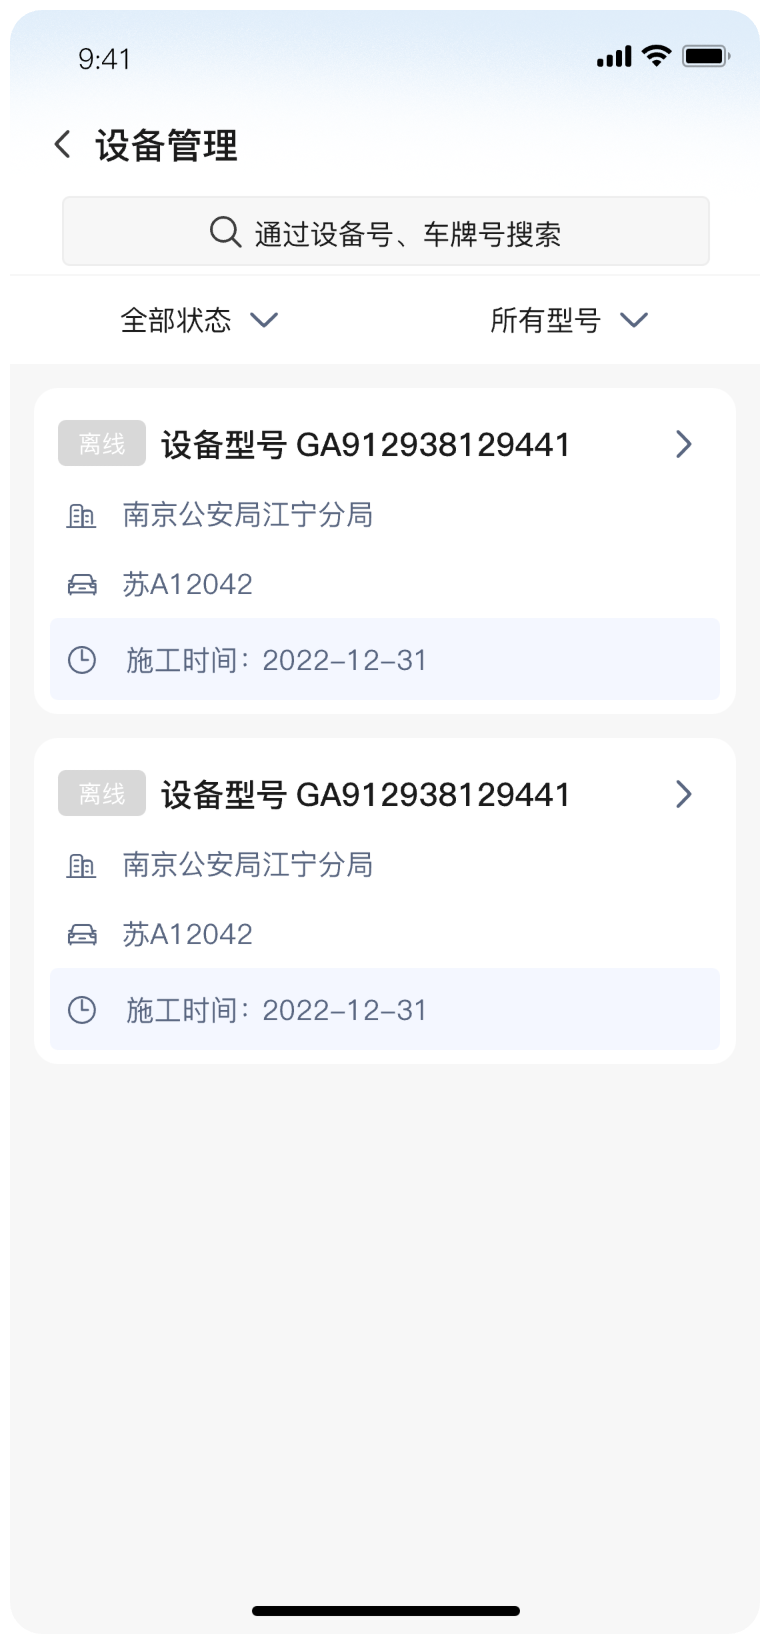 9:41
设备管理
通过设备号、车牌号搜索
全部状态 所有型号
离线 设备型号 GA912938129441
南京公安局江宁分局
苏A12042
施工时间：2022-12-31
离线 设备型号 GA912938129441
南京公安局江宁分局
苏A12042
施工时间：2022-12-31